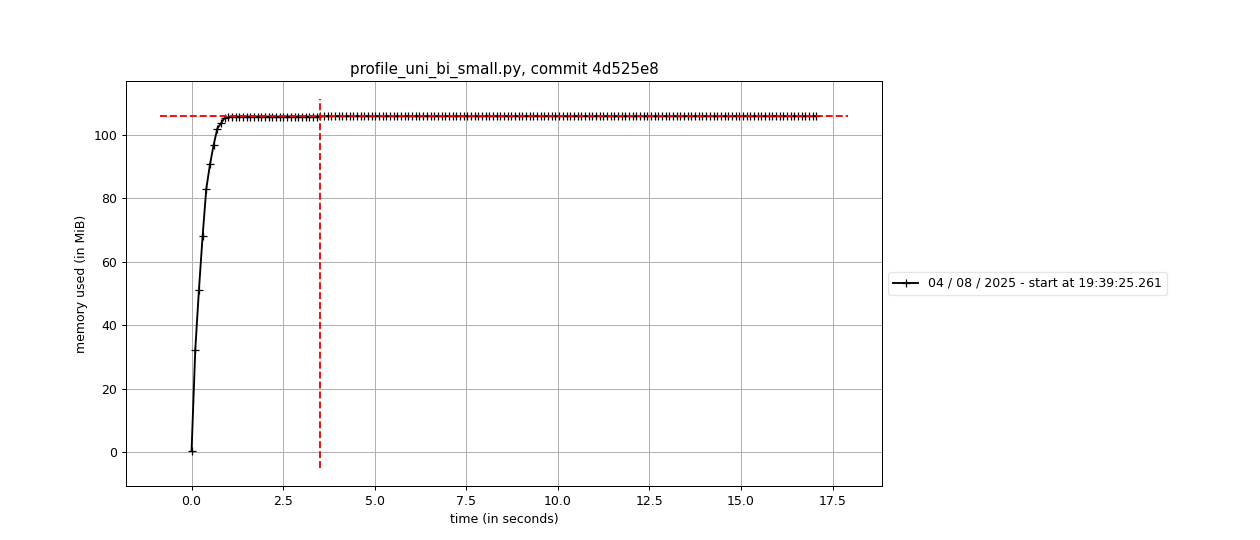 profile_uni_bi_small.py, commit 4d525e8
memory used (in MiB)
100
80
60
40
20
0
0.0 2.5 5.0 7.5 10.0 12.5 15.0 17.5
time (in seconds)
04 / 08 / 2025 - start at 19:39:25.261